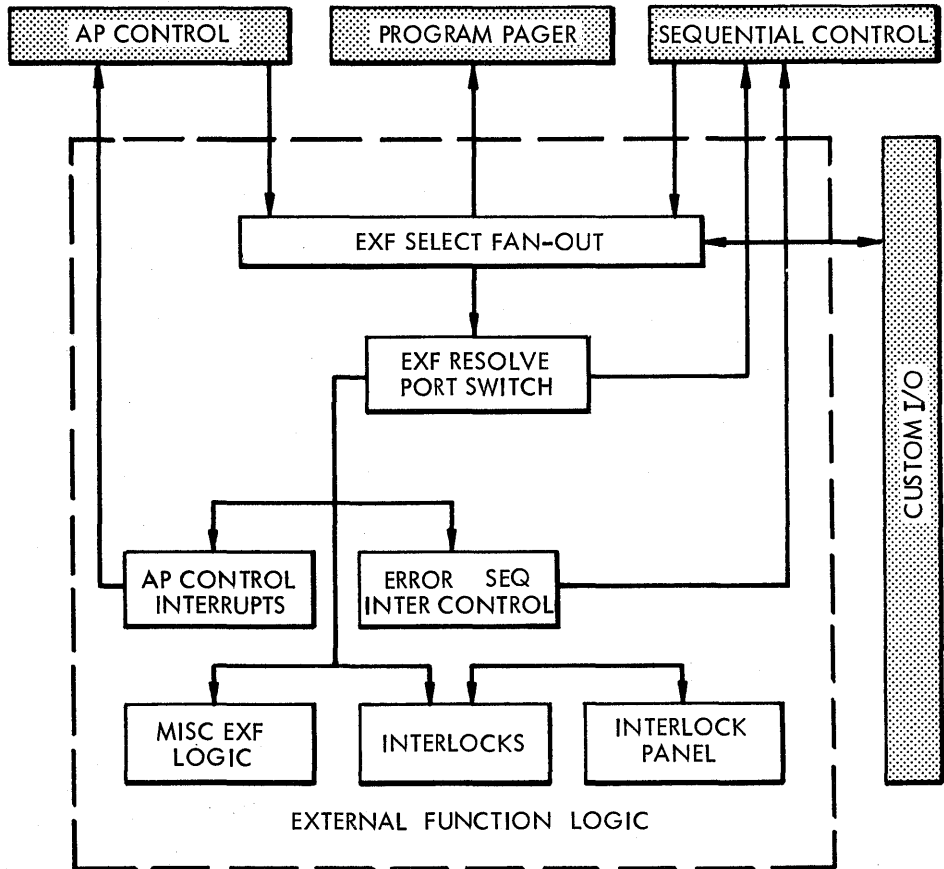 AP CONTROL
PROGRAM PAGER
SEQUENTIAL CONTROL
EXF SELECT FAN-OUT
EXF RESOLVE
PORT SWITCH
CUSTOM I/O
AP CONTROL
INTERRUPTS
ERROR SEQ
INTER CONTROL
MISC EXF
LOGIC
INTERLOCKS
INTERLOCK
PANEL
EXTERNAL FUNCTION LOGIC